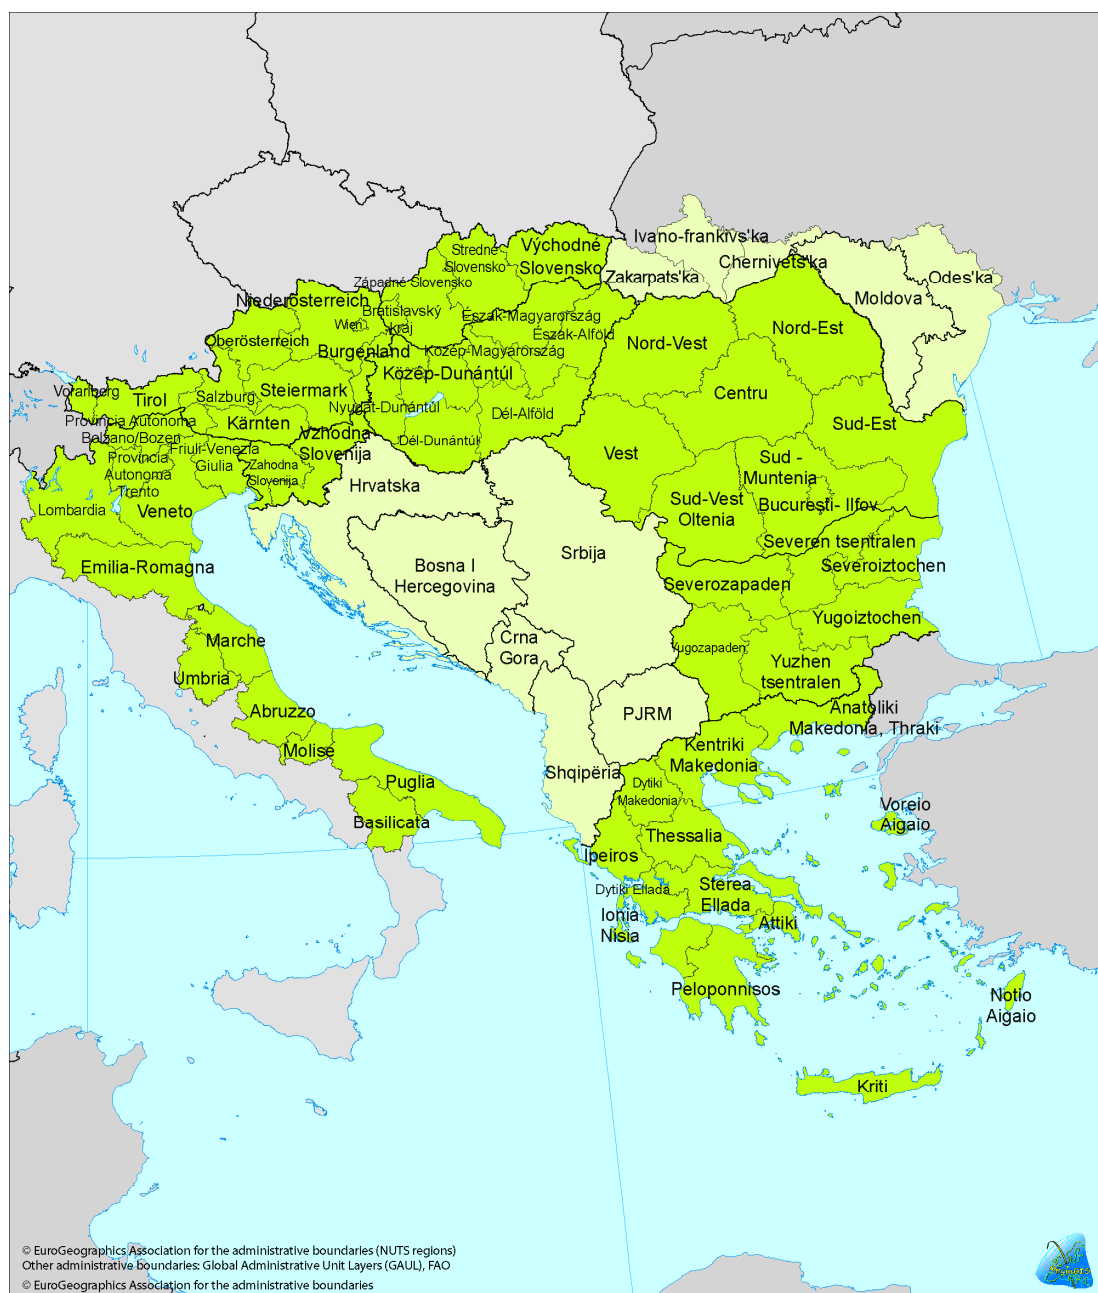 Ivano-frankivs'ka
Stredné
Slovensko
Východné
Slovensko
Zakarpats'ka
Chernivets'ka
Odes'ka
Západné Slovensko
Moldova
Niederösterreich
Bratislavský
kraj
Wien
Észak-Magyarország
Észak-Alföld
Nord-Est
Oberösterreich
Nord-Vest
Burgenland
Közép-Magyarország
Közép-Dunántúl
Vorarlberg
Tirol
Salzburg
Steiermark
Centru
Nyugat-Dunántúl
Dél-Alföld
Provincia Autonoma
Bolzano/Bozen
Kärnten
Sud-Est
Vzhodna
Slovenija
Dél-Dunántúl
Friuli-Venezia
Giulia
Provincia
Autonoma
Trento
Zahodna
Slovenija
Vest
Sud -
Muntenia
Hrvatska
Lombardia
Veneto
Sud-Vest
Oltenia
Bucureşti- Ilfov
Severen tsentralen
Srbija
Emilia-Romagna
Bosna I
Hercegovina
Severozapaden
Severoiztochen
Yugoiztochen
Marche
Crna
Gora
Yugozapaden
Yuzhen
tsentralen
Umbria
Abruzzo
PJRM
Anatoliki
Makedonia, Thraki
Molise
Kentriki
Makedonia
Shqipëria
Puglia
Dytiki
Makedonia
Basilicata
Voreio
Aigaio
Thessalia
Ipeiros
Dytiki Ellada
Sterea
Ellada
Ionia
Nisia
Attiki
Peloponnisos
Notio
Aigaio
Kriti
© EuroGeographics Association for the administrative boundaries (NUTS regions)
Other administrative boundaries: Global Administrative Unit Layers (GAUL), FAO
© EuroGeographics Association for the administrative boundaries